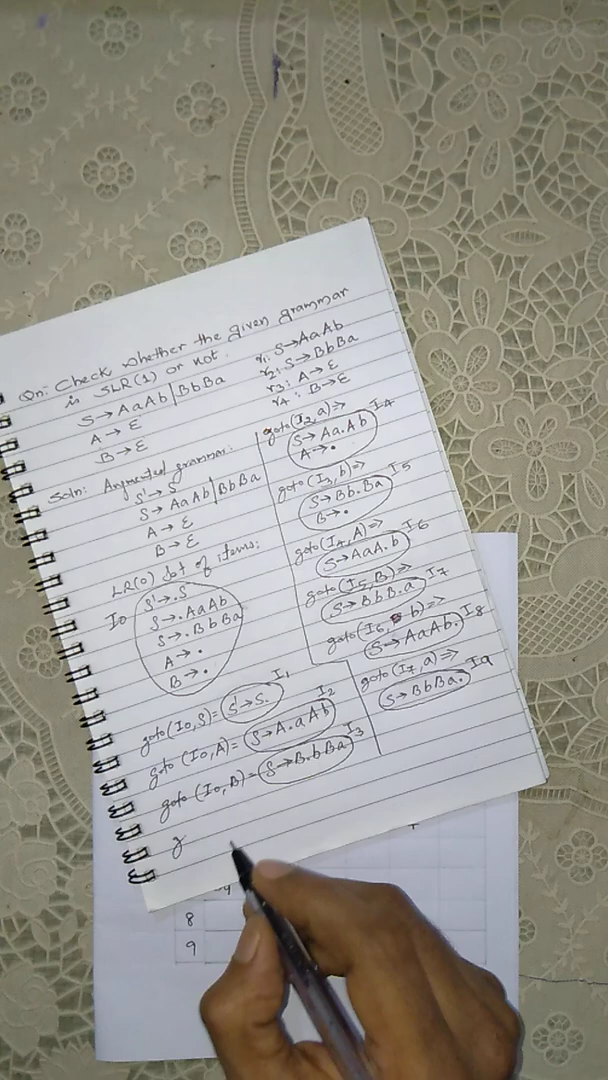 Qn: Check whether the given grammar
is SLR(1) or not.
S→AaAb|BbBa
A→ε
B→ε
r1: S→AaAb
r2: S→BbBa
r3: A→ε
r4: B→ε
Soln: Augmented grammar:
S'→S
S→AaAb|BbBa
A→ε
B→ε
LR(0) Set of items:
I0
S'→.S
S→.AaAb
S→.BbBa
A→.
B→.
goto(I0,S)= S'→S. I1
goto (I0,A)= S→A.aAb I2
goto (I0,B)= S→B.bBa I3
goto(I2,a)=> I4
S→Aa.Ab
A→.
goto(I3,b)=> I5
S→Bb.Ba
B→.
goto(I4,A)=> I6
S→AaA.b
goto(I5,B)=> I7
S→BbB.a
goto(I6, b)=> I8
S→AaAb.
goto(I7,a)=> I9
S→BbBa.
8
9